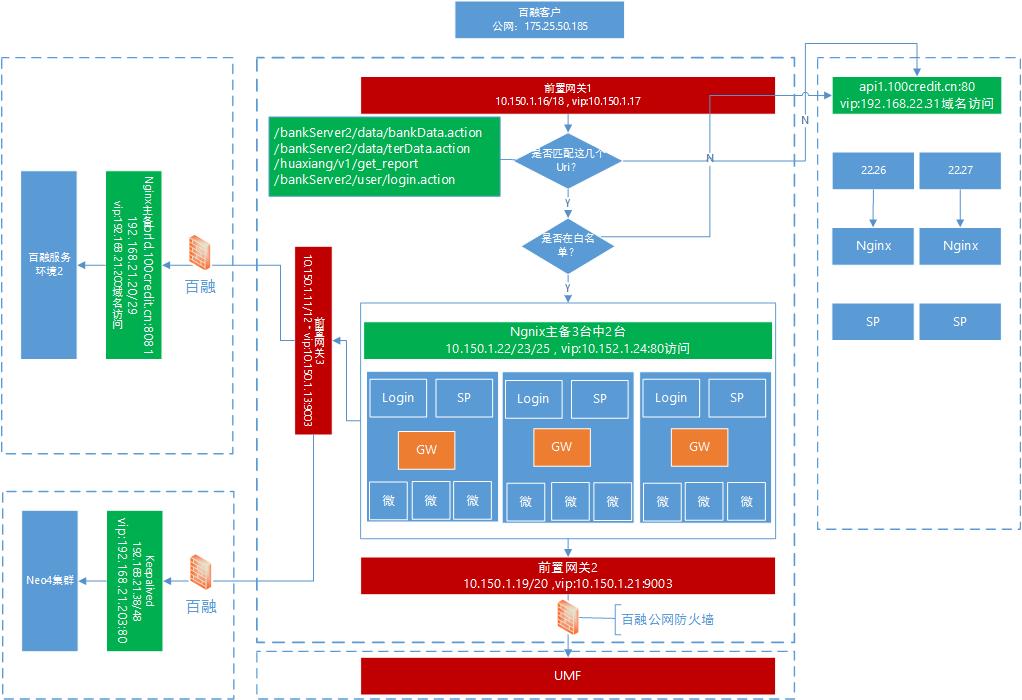 百融客户
公网：175.25.50.185
前置网关1
10.150.1.16/18 , vip:10.150.1.17
/bankServer2/data/bankData.action
/bankServer2/data/terData.action
/huaxiang/v1/get_report
/bankServer2/user/login.action
是否匹配这几个
Uri？
N
N
Y
是否在白名
单？
Y
api1.100credit.cn:80
vip:192.168.22.31域名访问
22.26
22.27
Nginx
Nginx
SP
SP
百融服务
环境2
Nginx主备 .100credit.cn:8081
192.168.21.20/29
vip:192.168.21.200域名访问
百融
前置网关3
10.150.1.11/12 , vip:10.150.1.13:9003
Ngnix主备3台中2台
10.150.1.22/23/25 , vip:10.152.1.24:80访问
Login
SP
GW
微
微
微
Login
SP
GW
微
微
微
Login
SP
GW
微
微
微
Neo4集群
Keepalved
192.168.21.38/48
vip:192.168.21.203:80
百融
前置网关2
10.150.1.19/20 ,vip:10.150.1.21:9003
百融公网防火墙
UMF